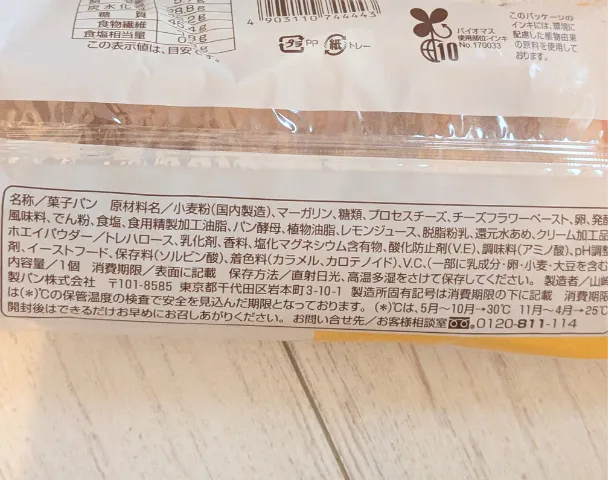 炭水化物
糖質
食物繊維
食塩相当量
この表示値は、目安で
4 903110 744443
プラ PP 紙 トレー
10
バイオマス
使用部位:インキ
No.170033
このパッケージの
インキには、環境に
配慮した植物由来
の原料を使用して
おります。
名称/菓子パン 原材料名/小麦粉(国内製造)、マーガリン、糖類、プロセスチーズ、チーズフラワーペースト、卵、発酵
風味料、でん粉、食塩、食用精製加工油脂、パン酵母、植物油脂、レモンジュース、脱脂粉乳、還元水あめ、クリーム加工品
ホエイパウダー/トレハロース、乳化剤、香料、塩化マグネシウム含有物、酸化防止剤(V.E)、調味料(アミノ酸)、pH調整
剤、イーストフード、保存料(ソルビン酸)、着色料(カラメル、カロテノイド)、V.C、(一部に乳成分・卵・小麦・大豆を含む
内容量/1個 消費期限/表面に記載 保存方法/直射日光、高温多湿をさけて保存してください。 製造者/山崎
製パン株式会社 〒101-8585 東京都千代田区岩本町3-10-1 製造所固有記号は消費期限の下に記載 消費期限
は(*)℃の保管温度の検査で安全を見込んだ期限となっております。 (*)℃は、5月~10月→30℃ 11月~4月→25℃
開封後はできるだけお早めにお召しあがりください。 お問い合せ先/お客様相談室 0120-811-114